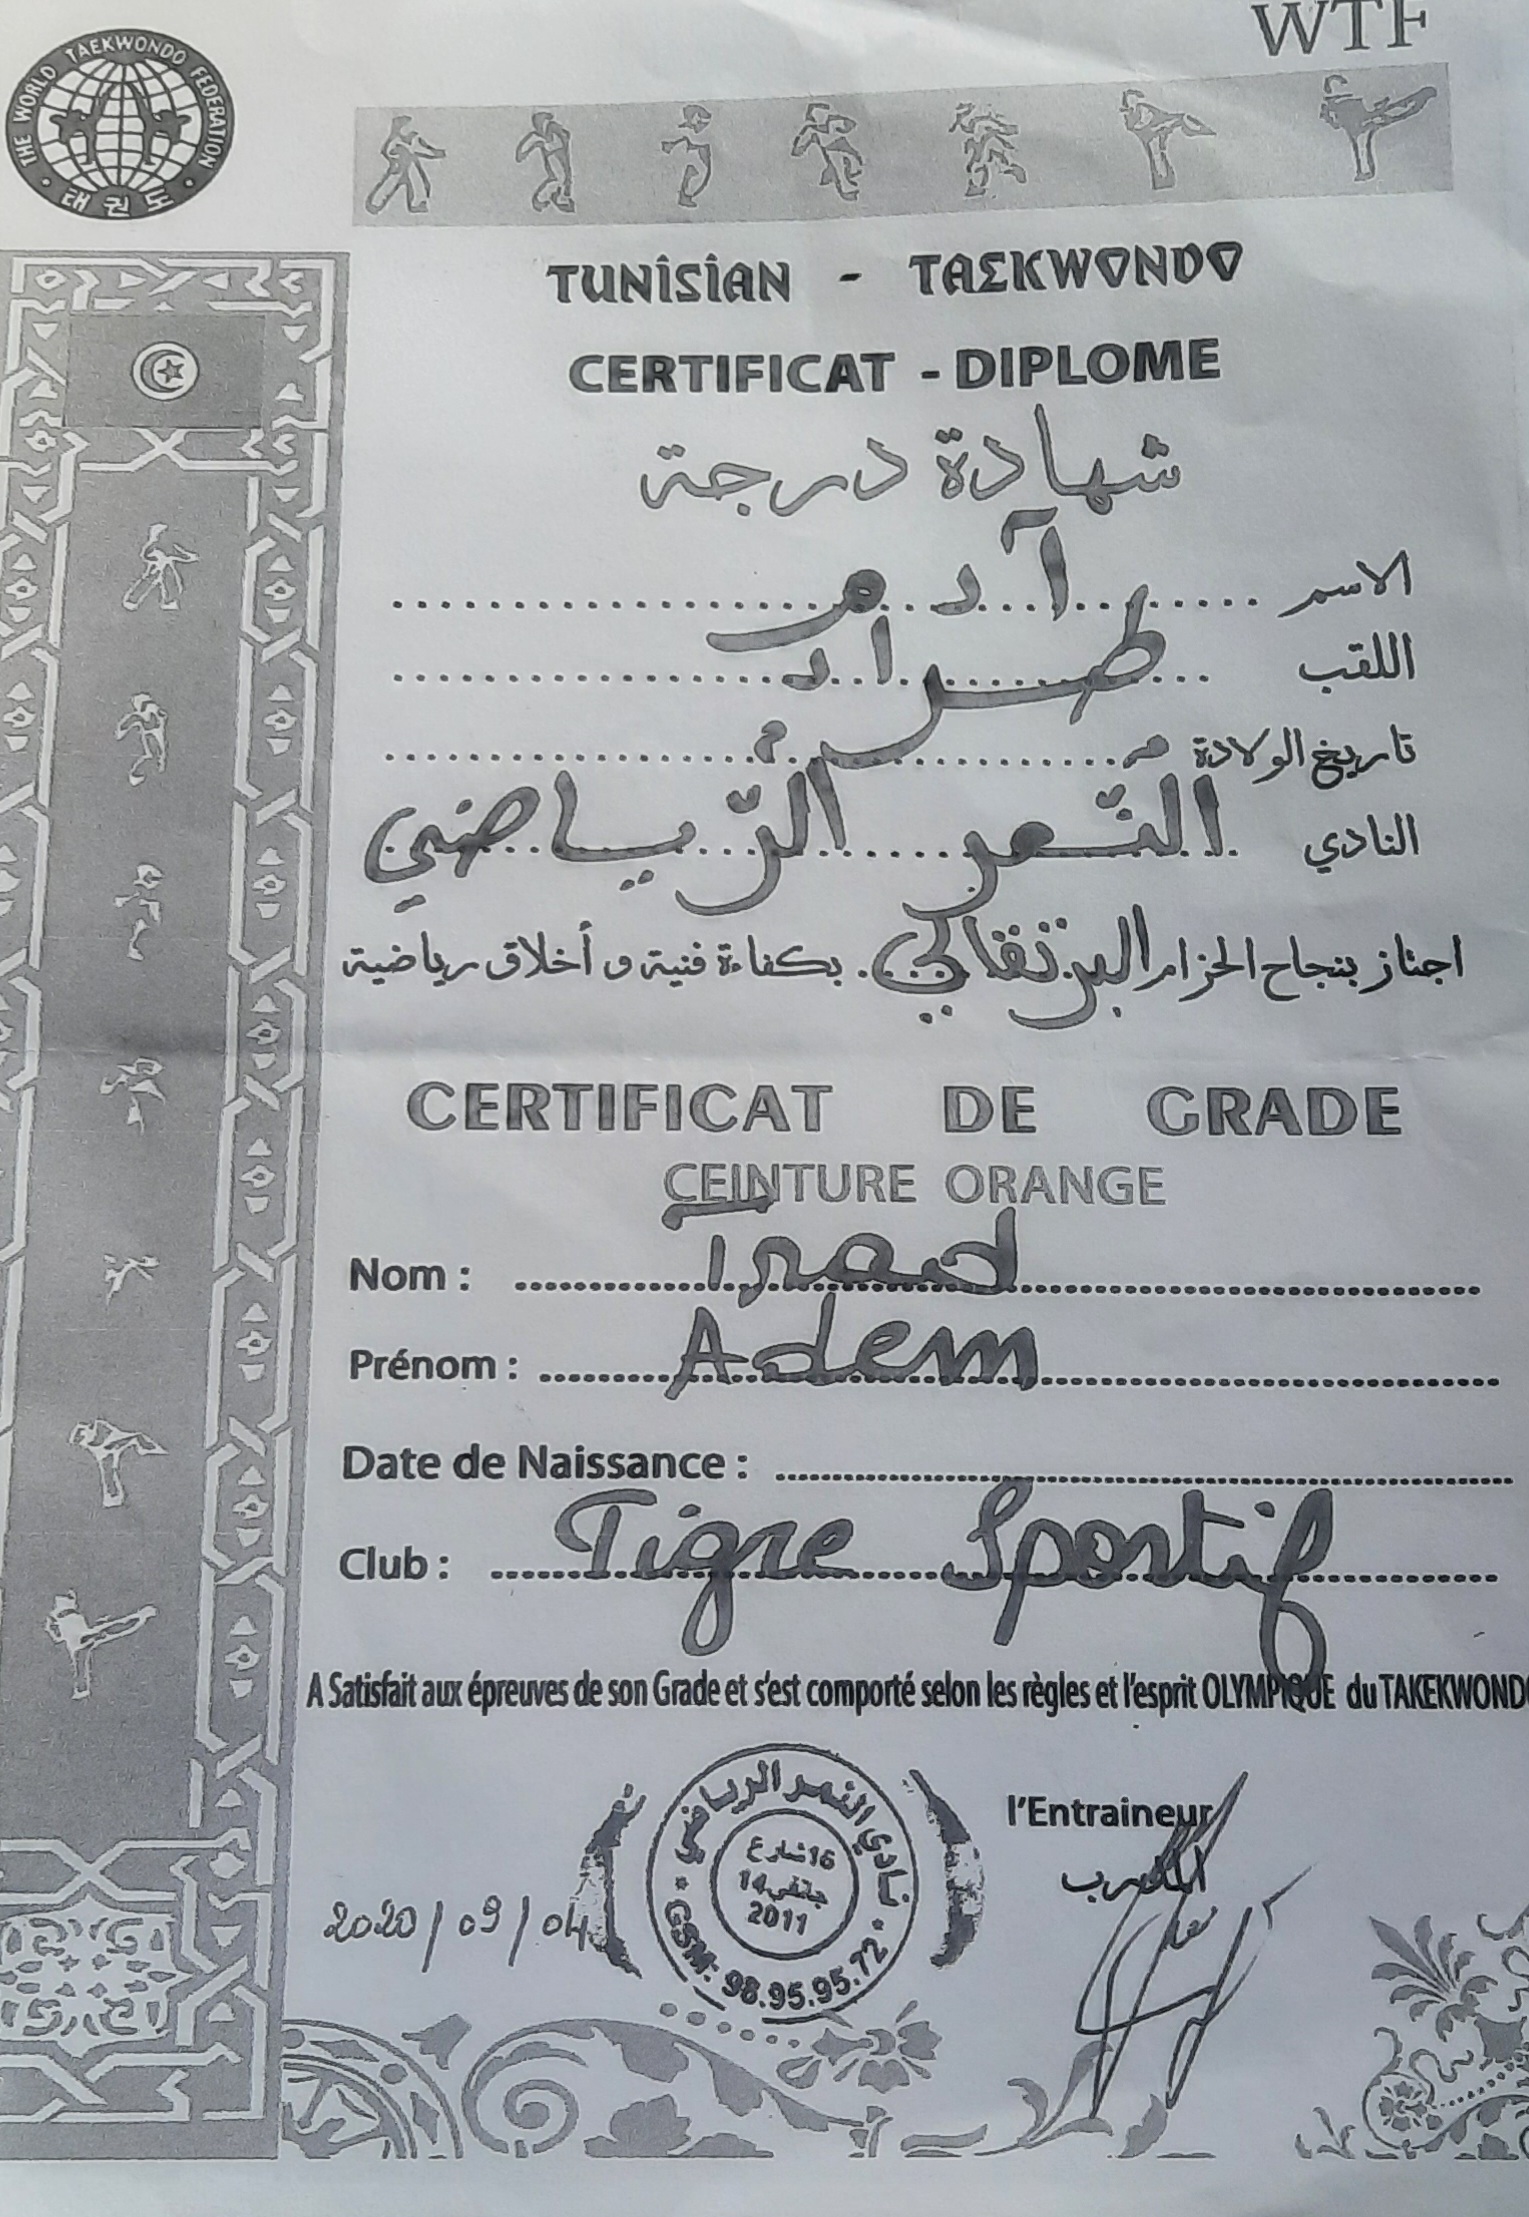 WTF
THE WORLD TAEKWONDO FEDERATION
태권도
TUNISIAN - TAEKWONDO
CERTIFICAT - DIPLOME
شهادة درجة
الاسم آدم
اللقب طراد
تاريخ الولادة
النادي النّمر الرّياضي
اجتاز بنجاح الحزام البرتقالي. بكفاءة فنية و أخلاق رياضية
CERTIFICAT DE GRADE
CEINTURE ORANGE
Nom : Trad
Prénom : Adem
Date de Naissance :
Club : Tigre Sportif
A Satisfait aux épreuves de son Grade et s'est comporté selon les règles et l'esprit OLYMPIQUE du TAKEKWONDO
l'Entraineur
المدرب
2020/09/04
نادي النمر الرياضي
16 شارع
14 جانفي
2011
GSM: 98.95.95.72